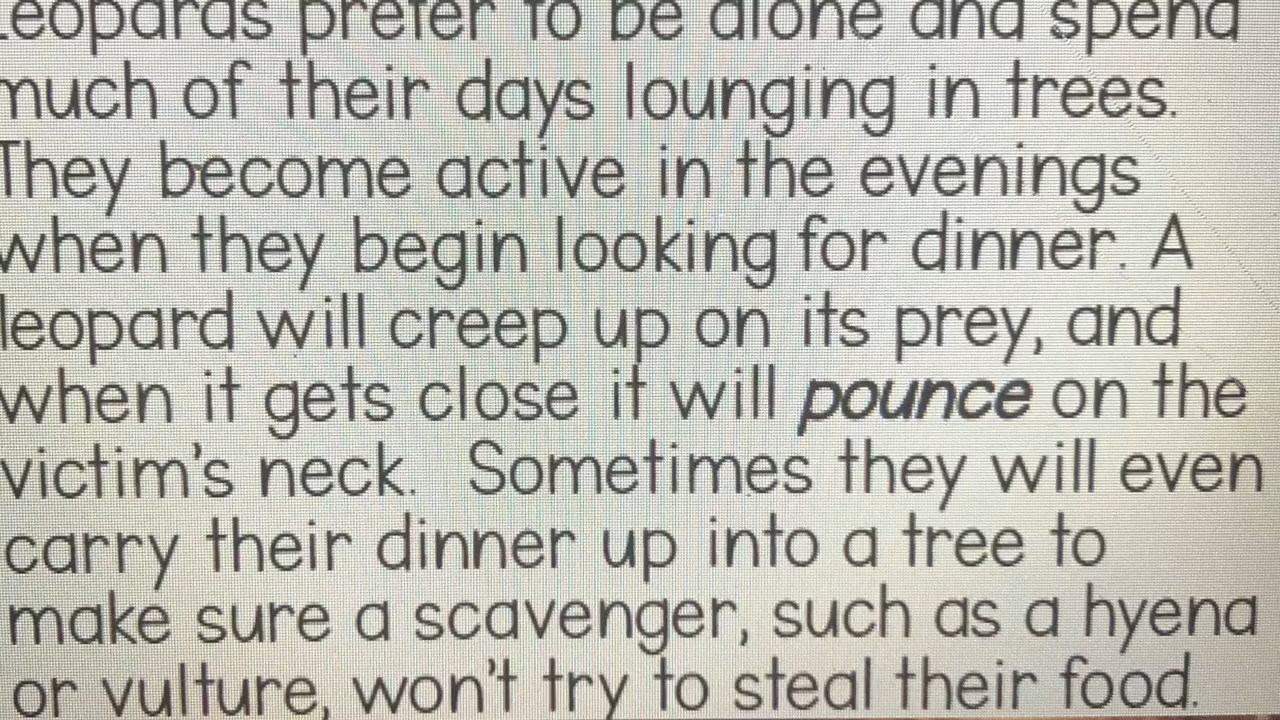 Leopards prefer to be alone and spend
much of their days lounging in trees.
They become active in the evenings
when they begin looking for dinner. A
leopard will creep up on its prey, and
when it gets close it will pounce on the
victim's neck. Sometimes they will even
carry their dinner up into a tree to
make sure a scavenger, such as a hyena
or vulture, won't try to steal their food.